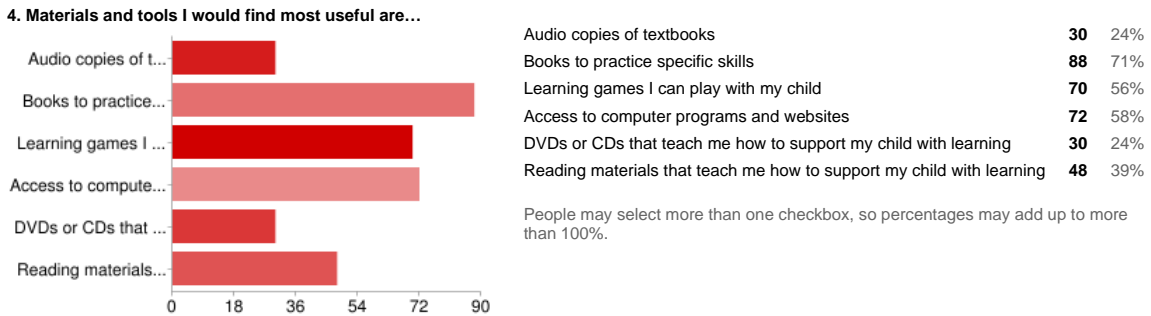 4. Materials and tools I would find most useful are…
Audio copies of t...
Books to practice...
Learning games I ...
Access to compute...
DVDs or CDs that ...
Reading materials...
0 18 36 54 72 90
Audio copies of textbooks 30 24%
Books to practice specific skills 88 71%
Learning games I can play with my child 70 56%
Access to computer programs and websites 72 58%
DVDs or CDs that teach me how to support my child with learning 30 24%
Reading materials that teach me how to support my child with learning 48 39%
People may select more than one checkbox, so percentages may add up to more
than 100%.